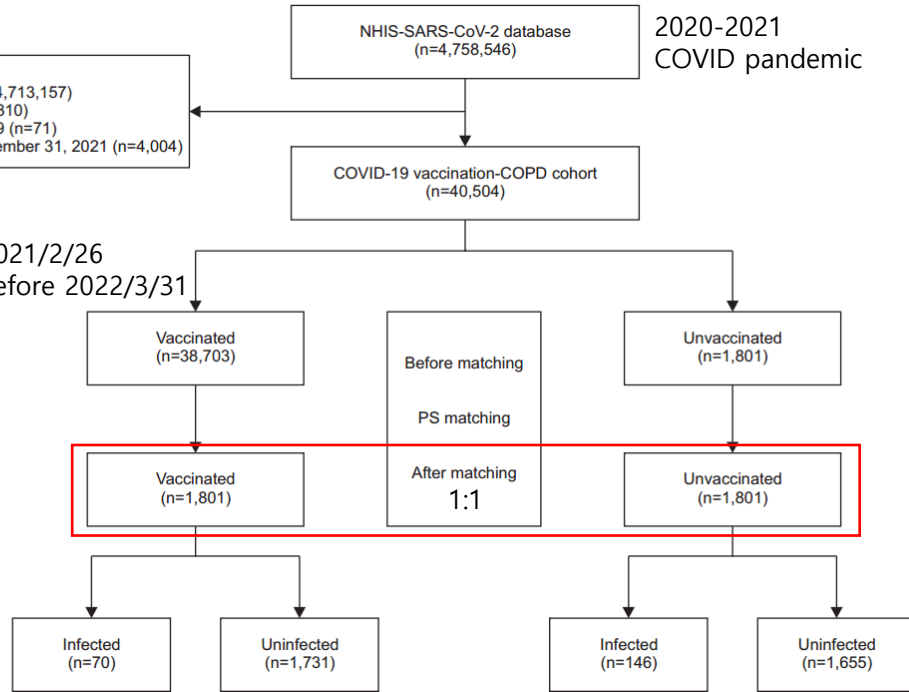 NHIS-SARS-CoV-2 database
(n=4,758,546)
2020-2021
COVID pandemic
4,713,157)
310)
9 (n=71)
ember 31, 2021 (n=4,004)
COVID-19 vaccination-COPD cohort
(n=40,504)
021/2/26
efore 2022/3/31
Vaccinated
(n=38,703)
Before matching
PS matching
After matching
1:1
Unvaccinated
(n=1,801)
Vaccinated
(n=1,801)
Unvaccinated
(n=1,801)
Infected
(n=70)
Uninfected
(n=1,731)
Infected
(n=146)
Uninfected
(n=1,655)